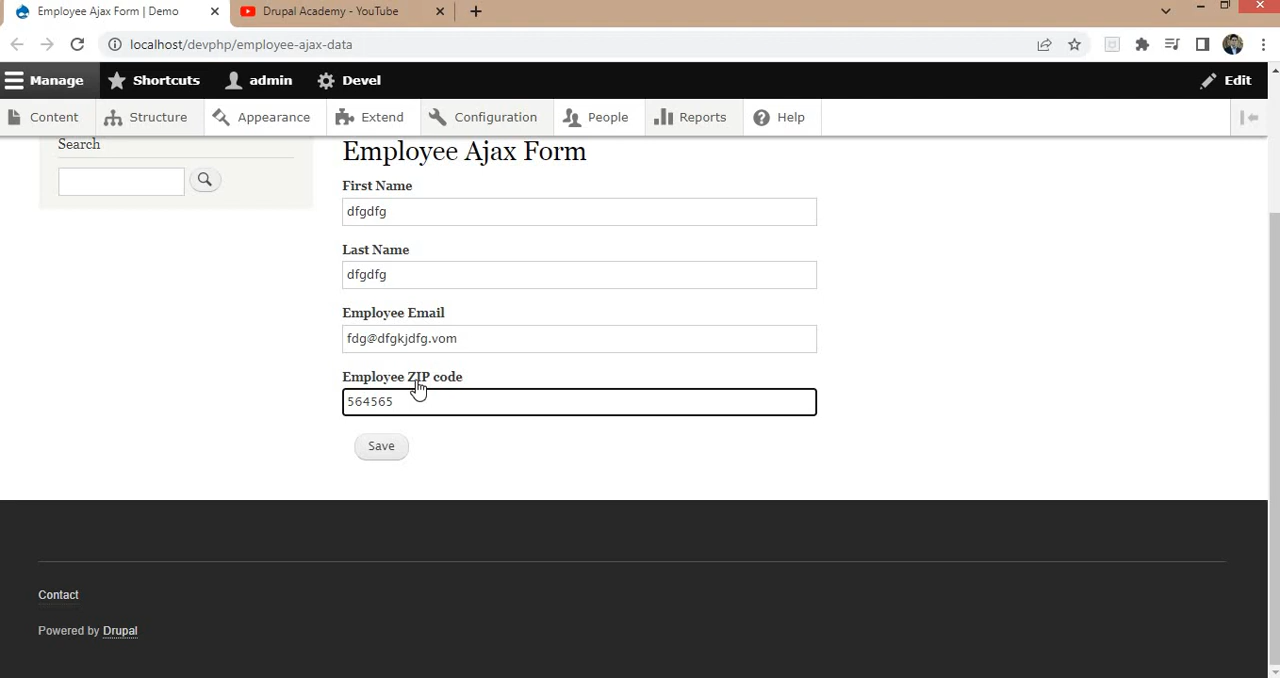 Employee Ajax Form | Demo
Drupal Academy - YouTube
localhost/devphp/employee-ajax-data
Manage
Shortcuts
admin
Devel
Edit
Content
Structure
Appearance
Extend
Configuration
People
Reports
Help
Search
Employee Ajax Form
First Name
dfgdfg
Last Name
dfgdfg
Employee Email
fdg@dfgkjdfg.vom
Employee ZIP code
564565
Save
Contact
Powered by Drupal